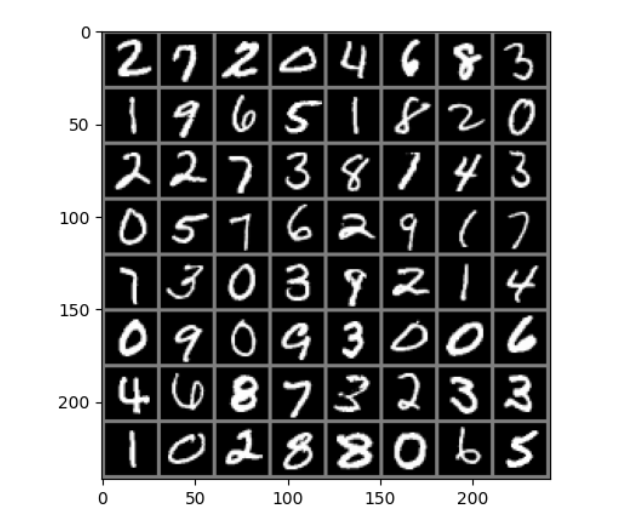 0
50
100
150
200
2 7 2 0 4 6 8 3
1 9 6 5 1 8 2 0
2 2 7 3 8 1 4 3
0 5 7 6 2 9 1 7
7 3 0 3 9 2 1 4
0 9 0 9 3 0 0 6
4 6 8 7 3 2 3 3
1 0 2 8 8 0 6 5
0 50 100 150 200